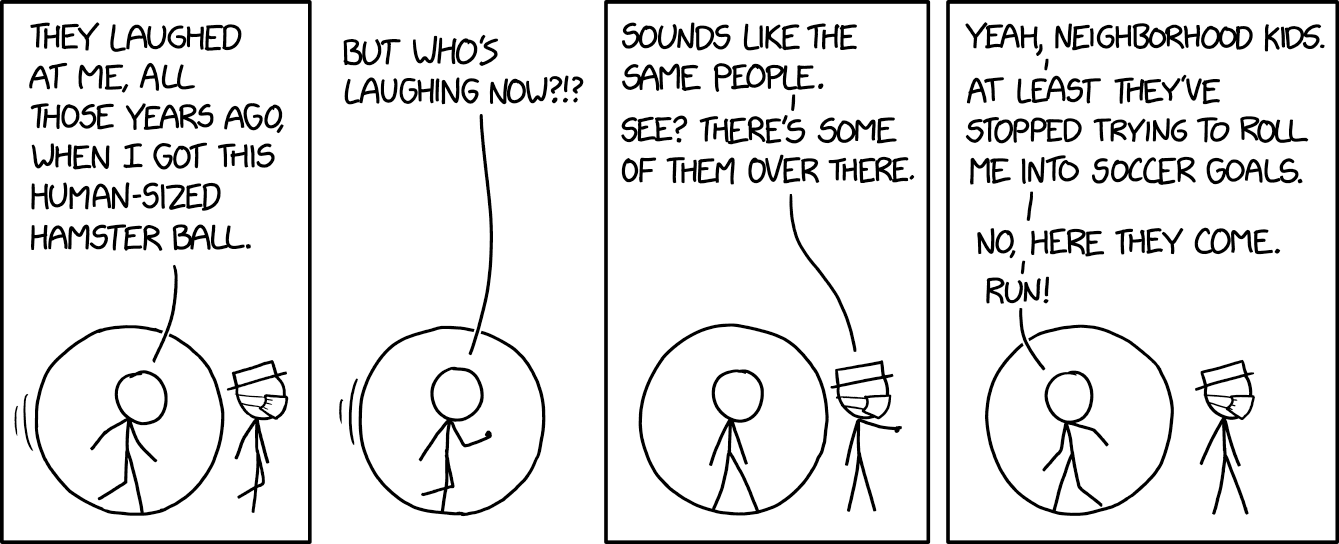 THEY LAUGHED
AT ME, ALL
THOSE YEARS AGO,
WHEN I GOT THIS
HUMAN-SIZED
HAMSTER BALL.
BUT WHO'S
LAUGHING NOW?!?
SOUNDS LIKE THE
SAME PEOPLE.
SEE? THERE'S SOME
OF THEM OVER THERE.
YEAH, NEIGHBORHOOD KIDS.
AT LEAST THEY'VE
STOPPED TRYING TO ROLL
ME INTO SOCCER GOALS.
NO, HERE THEY COME.
RUN!